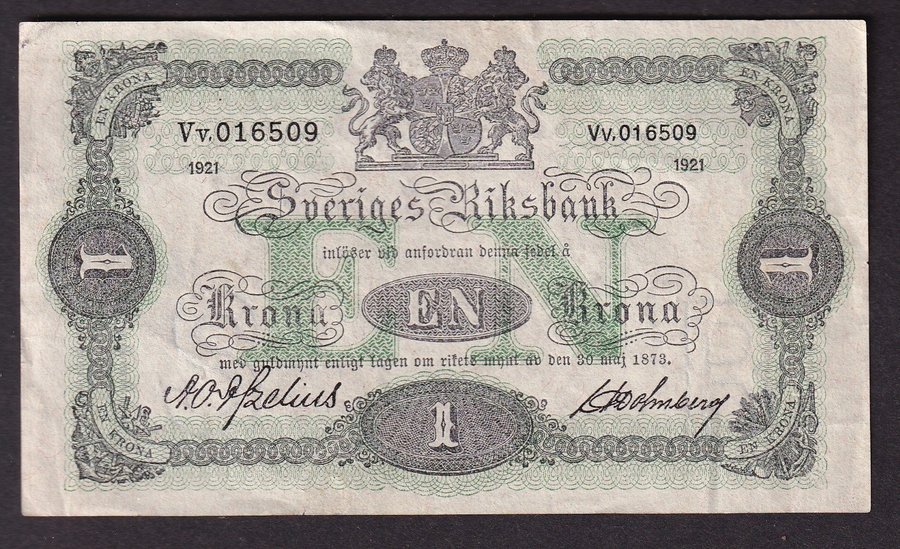 EN KRONA EN KRONA
Vv.016509 Vv.016509
1921 1921
Sveriges Riksbank
inlöser vid anfordran denna sedel å
EN
1 1
Krona EN Krona
med guldmynt enligt lagen om rikets mynt av den 30 maj 1873.
1
EN KRONA EN KRONA